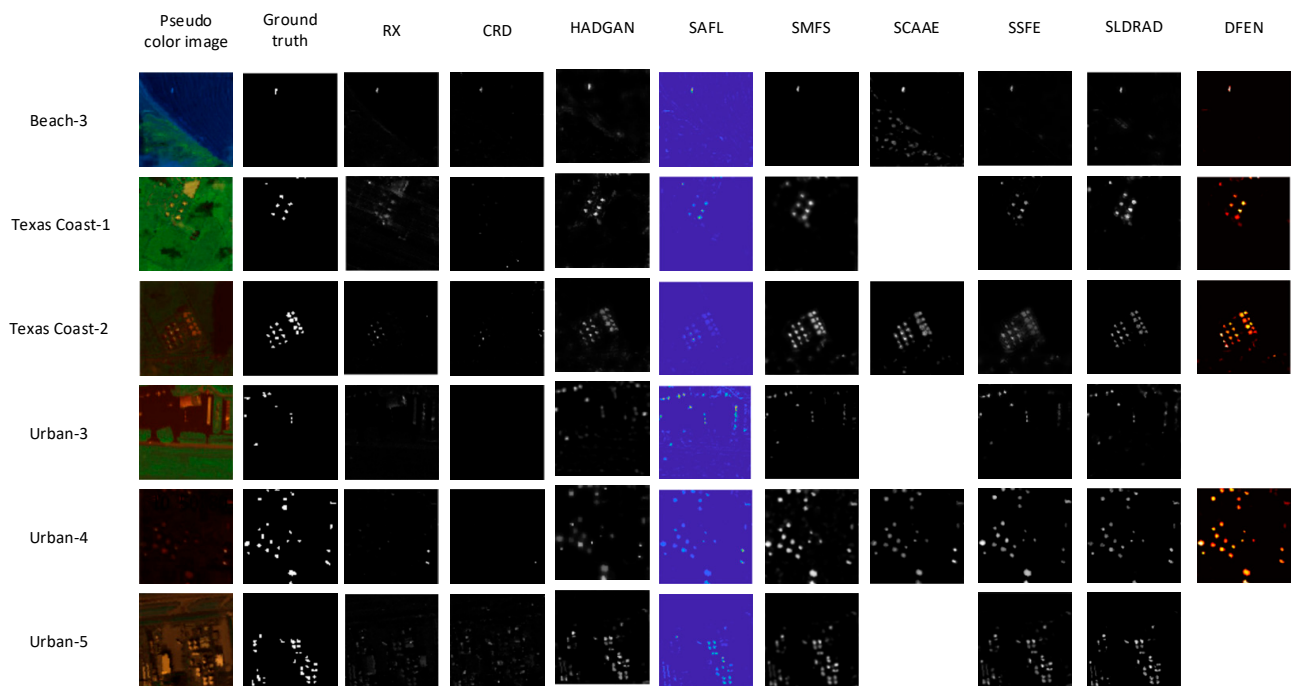 Pseudo
color image
Ground
truth
RX
CRD
HADGAN
SAFL
SMFS
SCAAE
SSFE
SLDRAD
DFEN
Beach-3
Texas Coast-1
Texas Coast-2
Urban-3
Urban-4
Urban-5